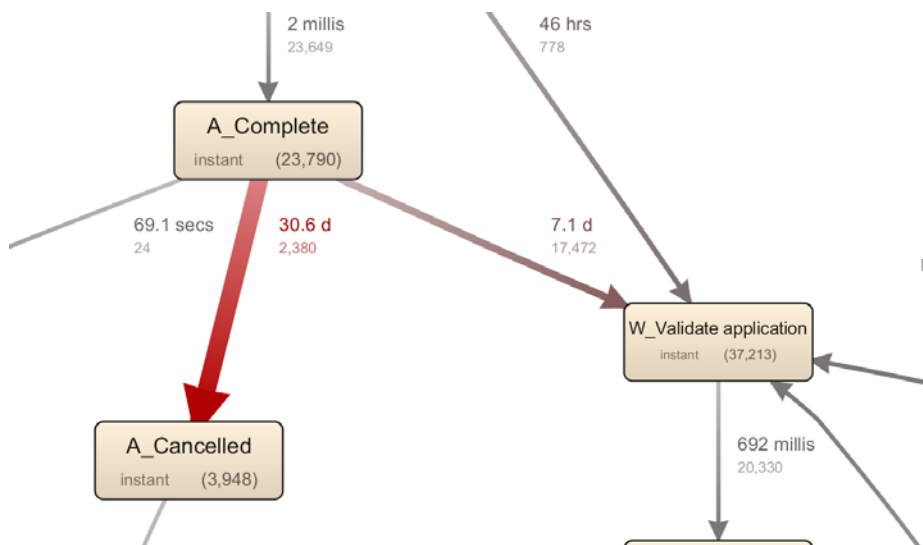 2 millis
23,649
46 hrs
778
A_Complete
instant (23,790)
69.1 secs
24
30.6 d
2,380
7.1 d
17,472
W_Validate application
instant (37,213)
A_Cancelled
instant (3,948)
692 millis
20,330